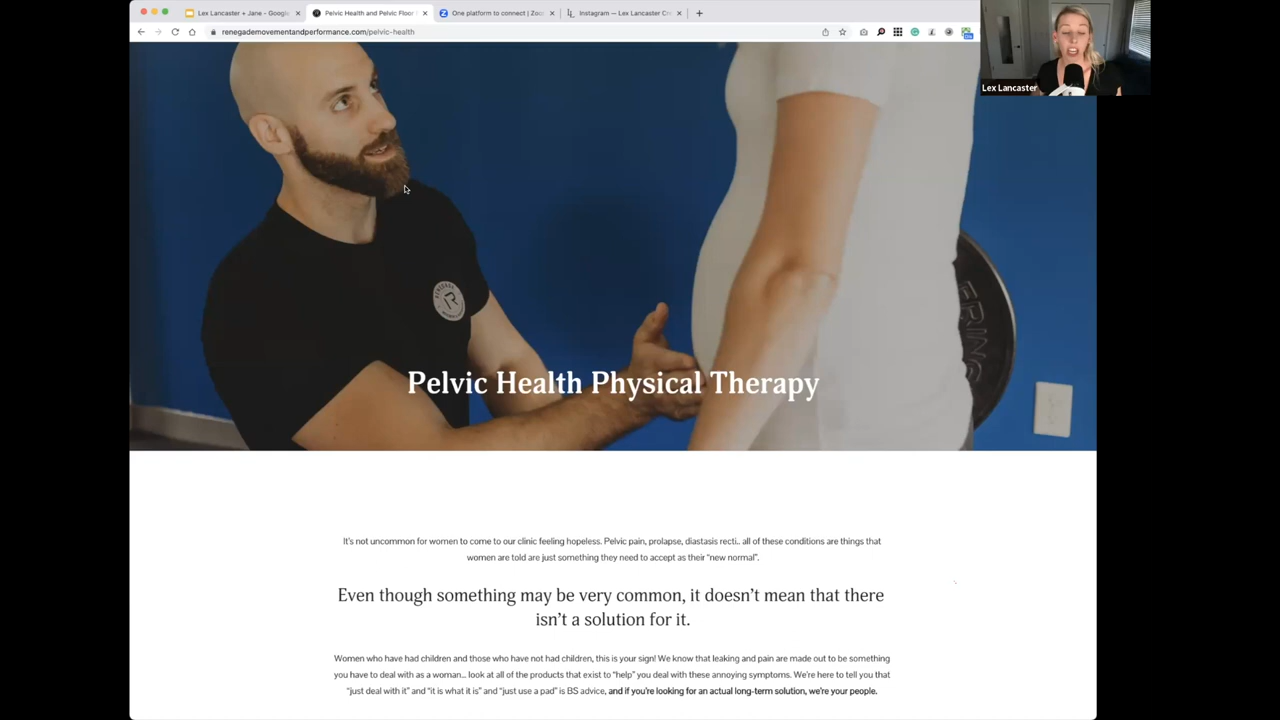 Lex Lancaster + Jane - Google
Pelvic Health and Pelvic Floor
One platform to connect | Zoo
Instagram — Lex Lancaster Cr
renegademovementandperformance.com/pelvic-health
Lex Lancaster
Pelvic Health Physical Therapy
It's not uncommon for women to come to our clinic feeling hopeless. Pelvic pain, prolapse, diastasis recti.. all of these conditions are things that
women are told are just something they need to accept as their “new normal”.
Even though something may be very common, it doesn’t mean that there
isn’t a solution for it.
Women who have had children and those who have not had children, this is your sign! We know that leaking and pain are made out to be something
you have to deal with as a woman... look at all of the products that exist to “help” you deal with these annoying symptoms. We’re here to tell you that
“just deal with it” and “it is what it is” and “just use a pad” is BS advice, and if you’re looking for an actual long-term solution, we’re your people.